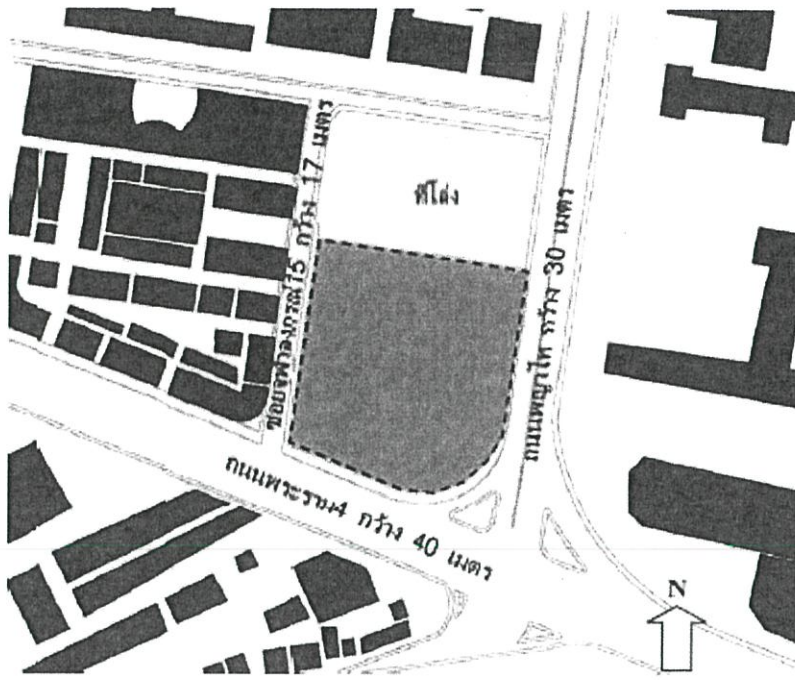 ที่โล่ง
ซอยจุฬาลงกรณ์15 กว้าง 17 เมตร
ถนนพญาไท กว้าง 30 เมตร
ถนนพระราม4 กว้าง 40 เมตร
N